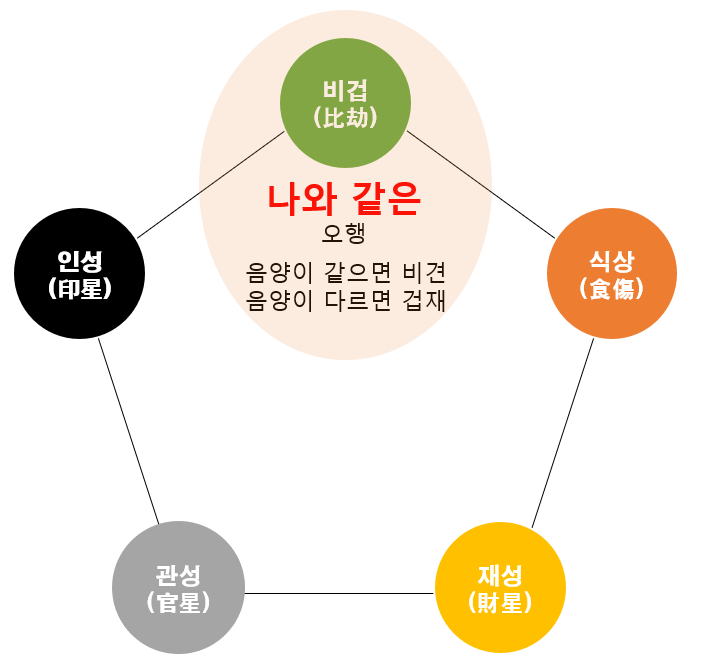 비겁
(比劫)
나와 같은
오행
음양이 같으면 비견
음양이 다르면 겁재
인성
(印星)
식상
(食傷)
관성
(官星)
재성
(財星)